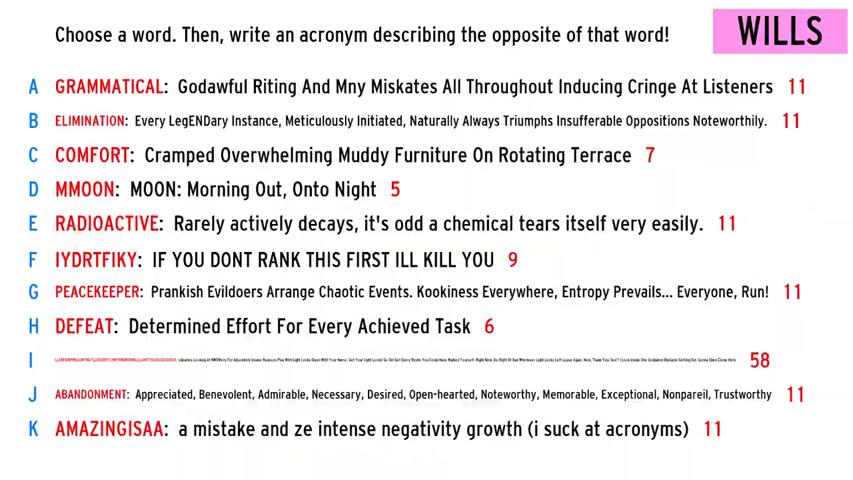 Choose a word. Then, write an acronym describing the opposite of that word!
WILLS
A GRAMMATICAL: Godawful Riting And Mny Miskates All Throughout Inducing Cringe At Listeners 11
B ELIMINATION: Every LegENDary Instance, Meticulously Initiated, Naturally Always Triumphs Insufferable Oppositions Noteworthily. 11
C COMFORT: Cramped Overwhelming Muddy Furniture On Rotating Terrace 7
D MMOON: MOON: Morning Out, Onto Night 5
E RADIOACTIVE: Rarely actively decays, it's odd a chemical tears itself very easily. 11
F IYDRTFIKY: IF YOU DONT RANK THIS FIRST ILL KILL YOU 9
G PEACEKEEPER: Prankish Evildoers Arrange Chaotic Events. Kookiness Everywhere, Entropy Prevails... Everyone, Run! 11
H DEFEAT: Determined Effort For Every Achieved Task 6
I 58
J ABANDONMENT: Appreciated, Benevolent, Admirable, Necessary, Desired, Open-hearted, Noteworthy, Memorable, Exceptional, Nonpareil, Trustworthy 11
K AMAZINGISAA: a mistake and ze intense negativity growth (i suck at acronyms) 11